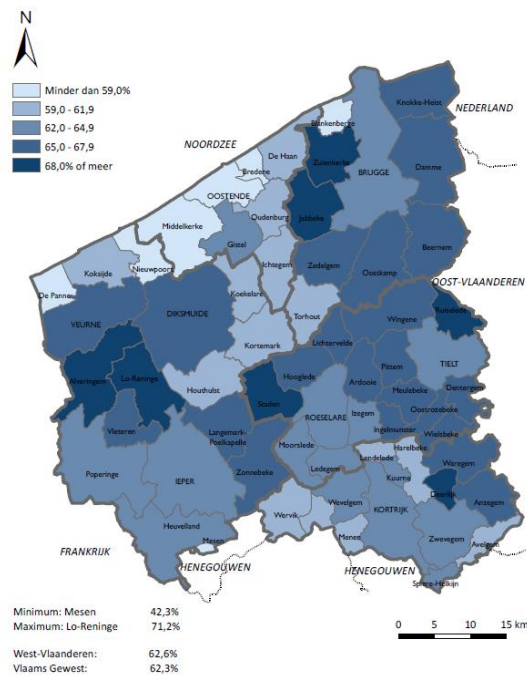 N
Minder dan 59,0%
59,0 - 61,9
62,0 - 64,9
65,0 - 67,9
68,0% of meer
NOORDZEE
NEDERLAND
Knokke-Heist
Blankenberge
De Haan
Zuienkerke
BRUGGE
Bredene
Damme
OOSTENDE
Jabbeke
Oudenburg
Middelkerke
Gistel
Beernem
Ichtegem
Zedelgem
Oostkamp
Nieuwpoort
Koksijde
De Panne
OOST-VLAANDEREN
Koekelare
Torhout
Ruiselede
VEURNE
DIKSMUIDE
Wingene
Kortemark
Lichtervelde
TIELT
Pittem
Alveringem
Lo-Reninge
Hooglede
Ardooie
Dentergem
Houthulst
Meulebeke
Staden
Oostrozebeke
ROESELARE
Izegem
Ingelmunster
Vleteren
Langemark-
Poelkapelle
Wielsbeke
Moorslede
Lendelede
Harelbeke
Waregem
Zonnebeke
Ledegem
Kuurne
Poperinge
IEPER
Deerlijk
Wevelgem
Anzegem
KORTRIJK
Wervik
Heuvelland
Menen
Zwevegem
Avelgem
Mesen
FRANKRIJK
HENEGOUWEN
HENEGOUWEN
Spiere-Helkijn
Minimum: Mesen 42,3%
Maximum: Lo-Reninge 71,2%
0 5 10 15 km
West-Vlaanderen: 62,6%
Vlaams Gewest: 62,3%